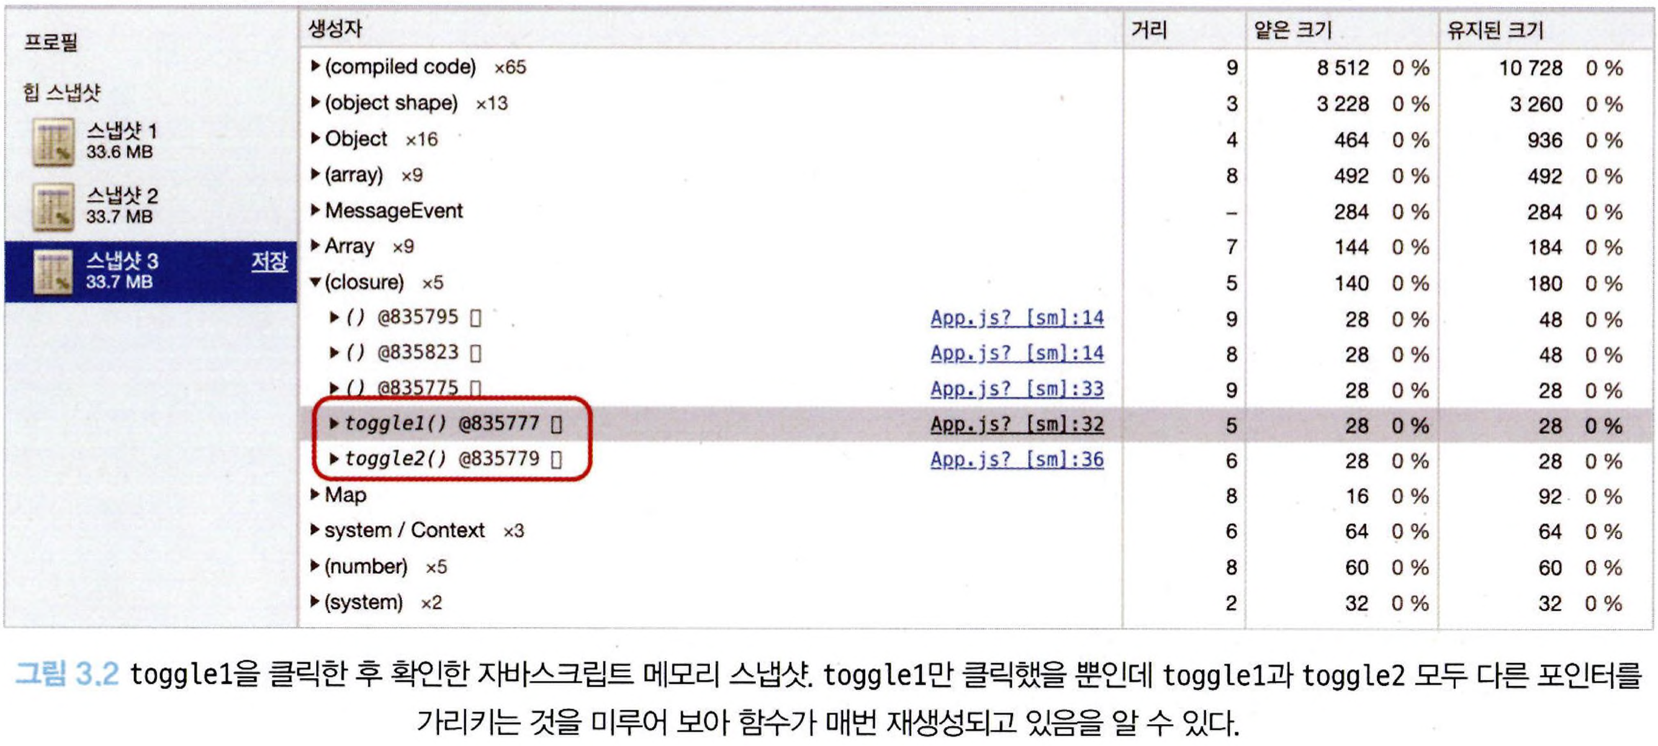 프로필
힙 스냅샷
스냅샷 1
33.6 MB
스냅샷 2
33.7 MB
스냅샷 3 저장
33.7 MB
생성자 거리 얕은 크기 유지된 크기
▶(compiled code) ×65 9 8 512 0 % 10 728 0 %
▶(object shape) ×13 3 3 228 0 % 3 260 0 %
▶Object ×16 4 464 0 % 936 0 %
▶(array) ×9 8 492 0 % 492 0 %
▶MessageEvent – 284 0 % 284 0 %
▶Array ×9 7 144 0 % 184 0 %
▼(closure) ×5 5 140 0 % 180 0 %
▶() @835795 App.js? [sm]:14 9 28 0 % 48 0 %
▶() @835823 App.js? [sm]:14 8 28 0 % 48 0 %
▶() @835775 App.js? [sm]:33 9 28 0 % 28 0 %
▶toggle1() @835777 App.js? [sm]:32 5 28 0 % 28 0 %
▶toggle2() @835779 App.js? [sm]:36 6 28 0 % 28 0 %
▶Map 8 16 0 % 92 0 %
▶system / Context ×3 6 64 0 % 64 0 %
▶(number) ×5 8 60 0 % 60 0 %
▶(system) ×2 2 32 0 % 32 0 %
그림 3.2 toggle1을 클릭한 후 확인한 자바스크립트 메모리 스냅샷. toggle1만 클릭했을 뿐인데 toggle1과 toggle2 모두 다른 포인터를
가리키는 것을 미루어 보아 함수가 매번 재생성되고 있음을 알 수 있다.